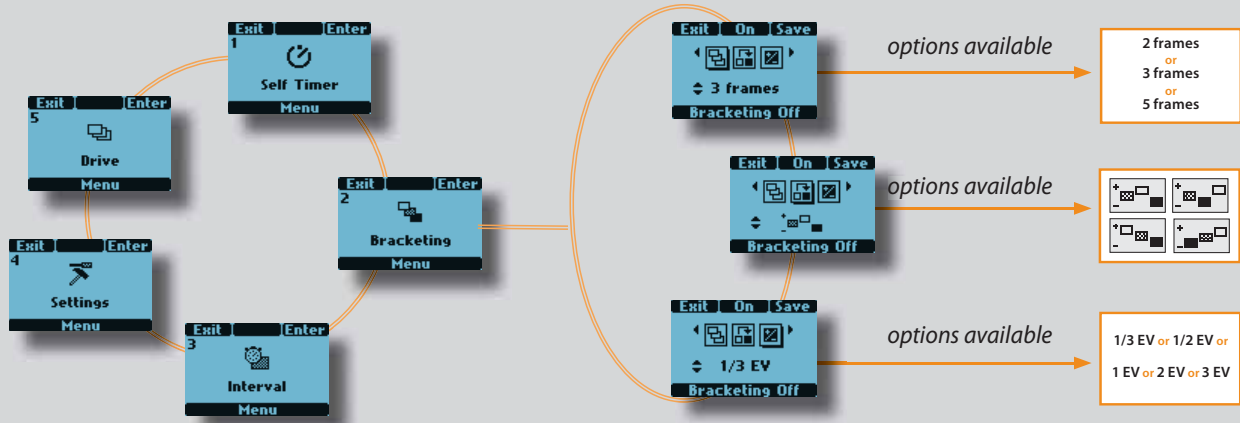 Exit Enter
1
Self Timer
Menu
Exit Enter
5
Drive
Menu
Exit Enter
2
Bracketing
Menu
Exit Enter
4
Settings
Menu
Exit Enter
3
Interval
Menu
Exit On Save
3 frames
Bracketing Off
options available
2 frames
or
3 frames
or
5 frames
Exit On Save
+
-
Bracketing Off
options available
+ +
- -
+ +
- -
Exit On Save
1/3 EV
Bracketing Off
options available
1/3 EV or 1/2 EV or
1 EV or 2 EV or 3 EV